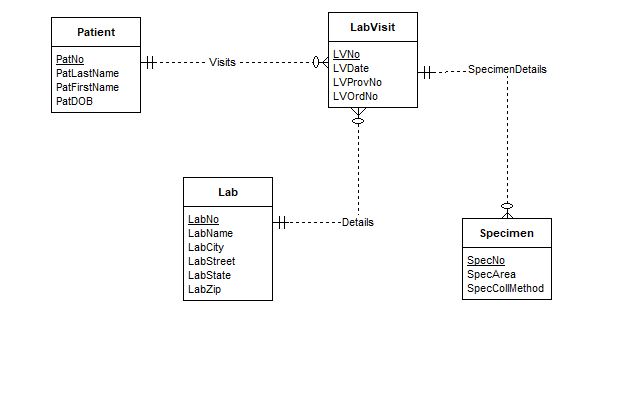 Patient
PatNo
PatLastName
PatFirstName
PatDOB
Visits
LabVisit
LVNo
LVDate
LVProvNo
LVOrdNo
SpecimenDetails
Lab
LabNo
LabName
LabCity
LabStreet
LabState
LabZip
Details
Specimen
SpecNo
SpecArea
SpecCollMethod